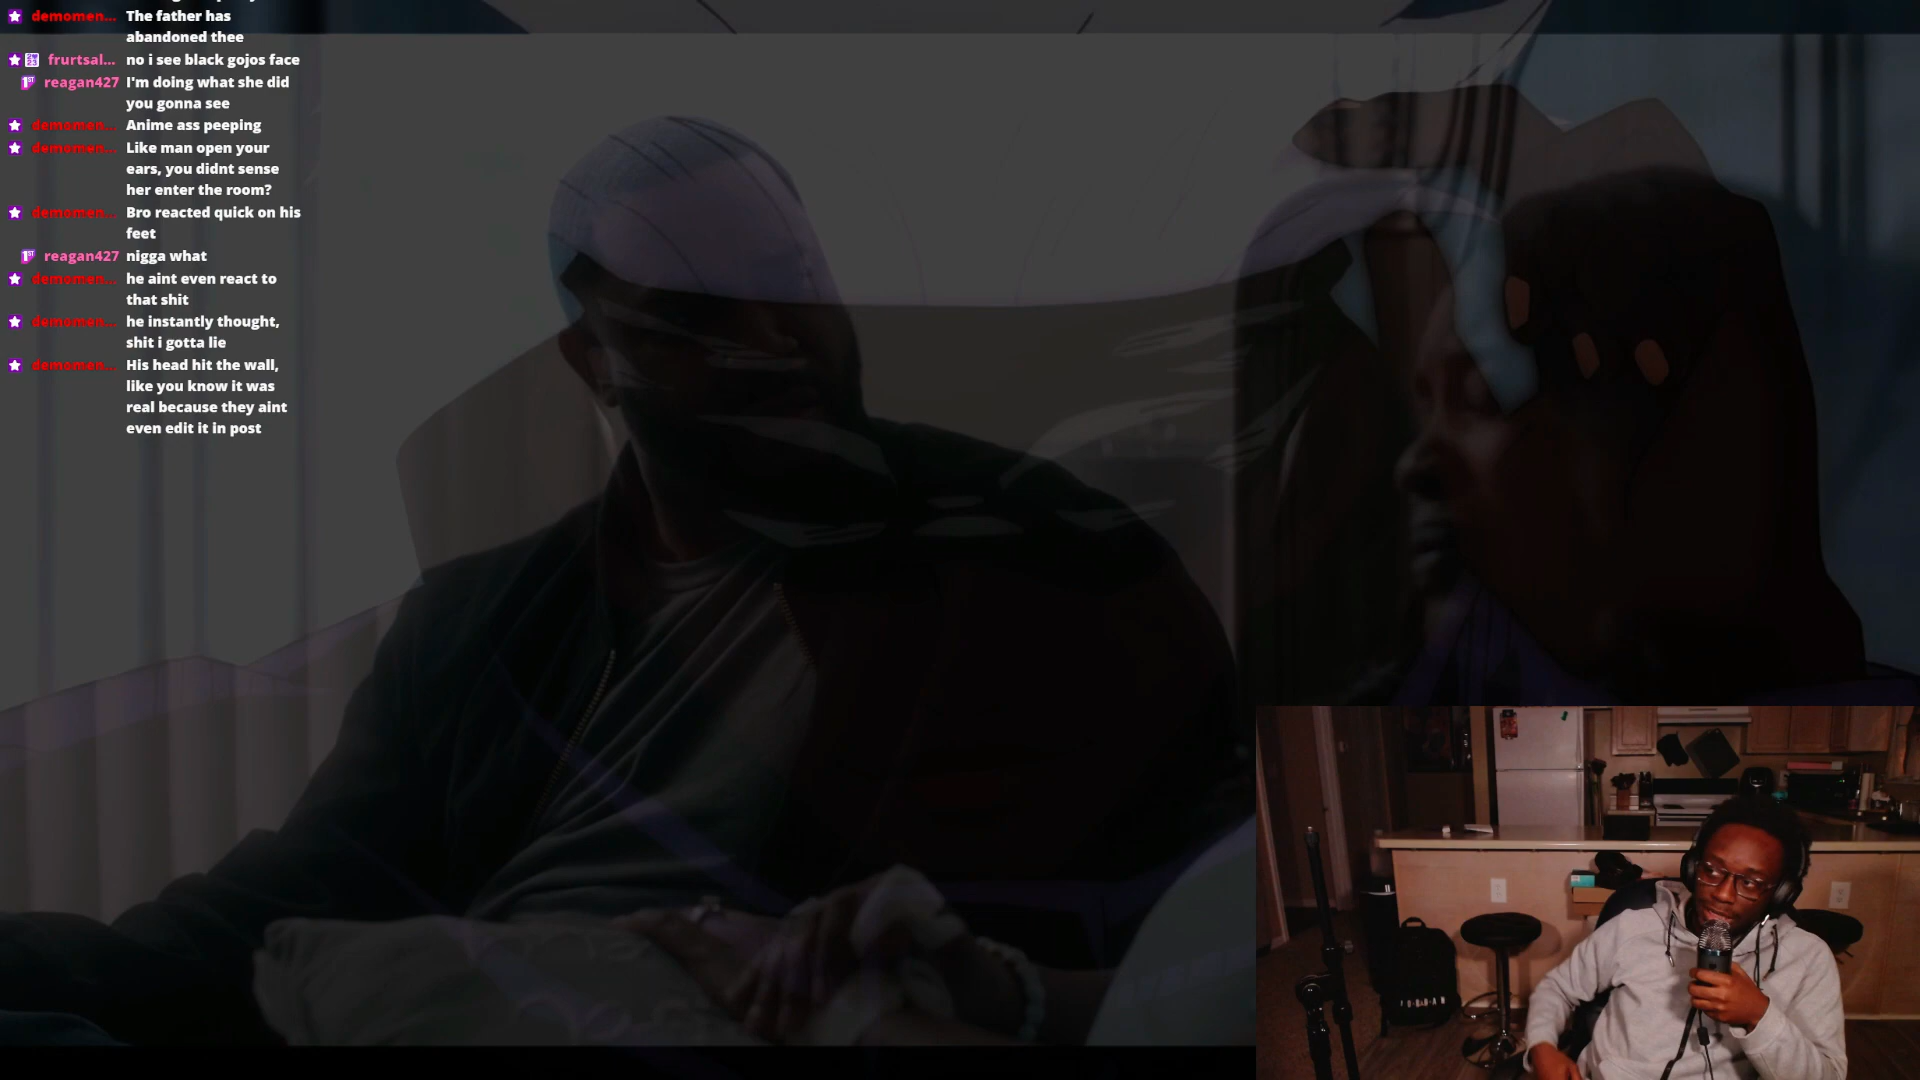 demomen... The father has
abandoned thee
frurtsal... no i see black gojos face
reagan427 I'm doing what she did
you gonna see
demomen... Anime ass peeping
demomen... Like man open your
ears, you didnt sense
her enter the room?
demomen... Bro reacted quick on his
feet
reagan427 nigga what
demomen... he aint even react to
that shit
demomen... he instantly thought,
shit i gotta lie
demomen... His head hit the wall,
like you know it was
real because they aint
even edit it in post
JORDAN